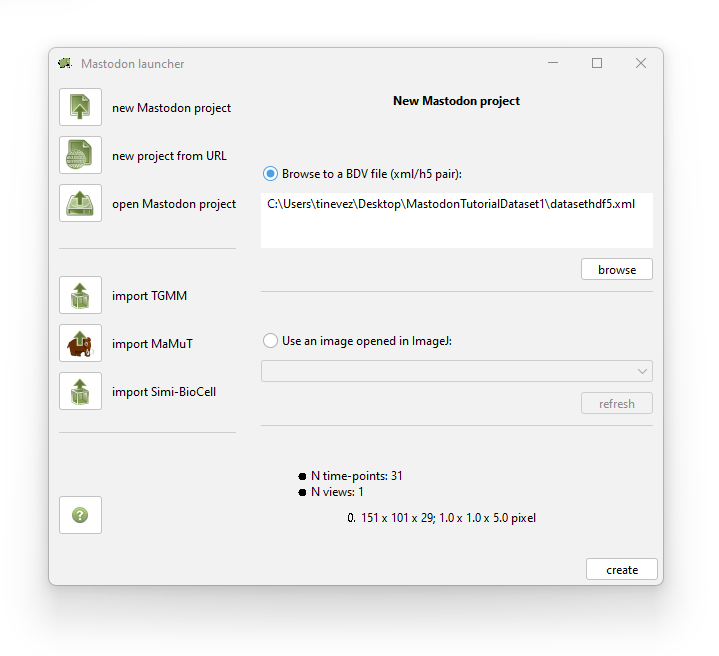 Mastodon launcher
new Mastodon project
new project from URL
open Mastodon project
import TGMM
import MaMuT
import Simi-BioCell
?
New Mastodon project
Browse to a BDV file (xml/h5 pair):
C:\Users\tinevez\Desktop\MastodonTutorialDataset1\datasethdf5.xml
browse
Use an image opened in ImageJ:
refresh
N time-points: 31
N views: 1
0. 151 x 101 x 29; 1.0 x 1.0 x 5.0 pixel
create